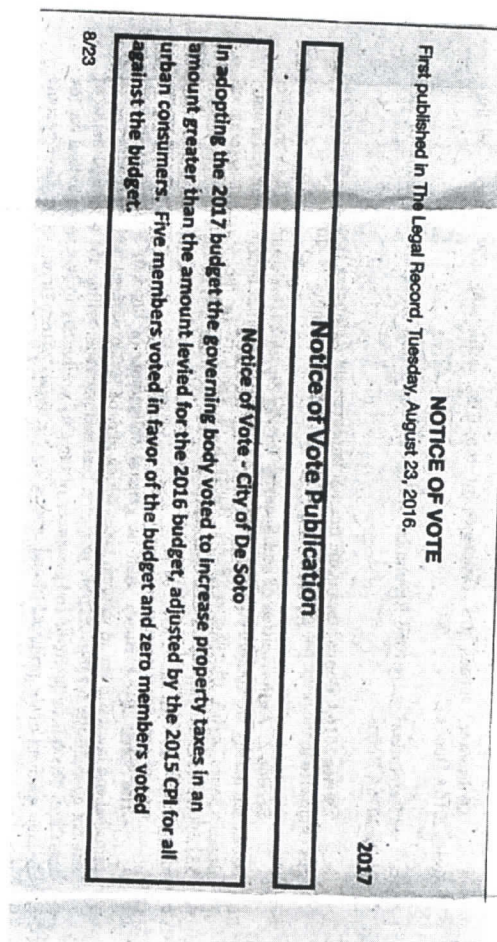 NOTICE OF VOTE
First published in The Legal Record, Tuesday, August 23, 2016.
2017
Notice of Vote Publication
Notice of Vote - City of De Soto
In adopting the 2017 budget the governing body voted to increase property taxes in an
amount greater than the amount levied for the 2016 budget, adjusted by the 2015 CPI for all
urban consumers. Five members voted in favor of the budget and zero members voted
against the budget.
8/23